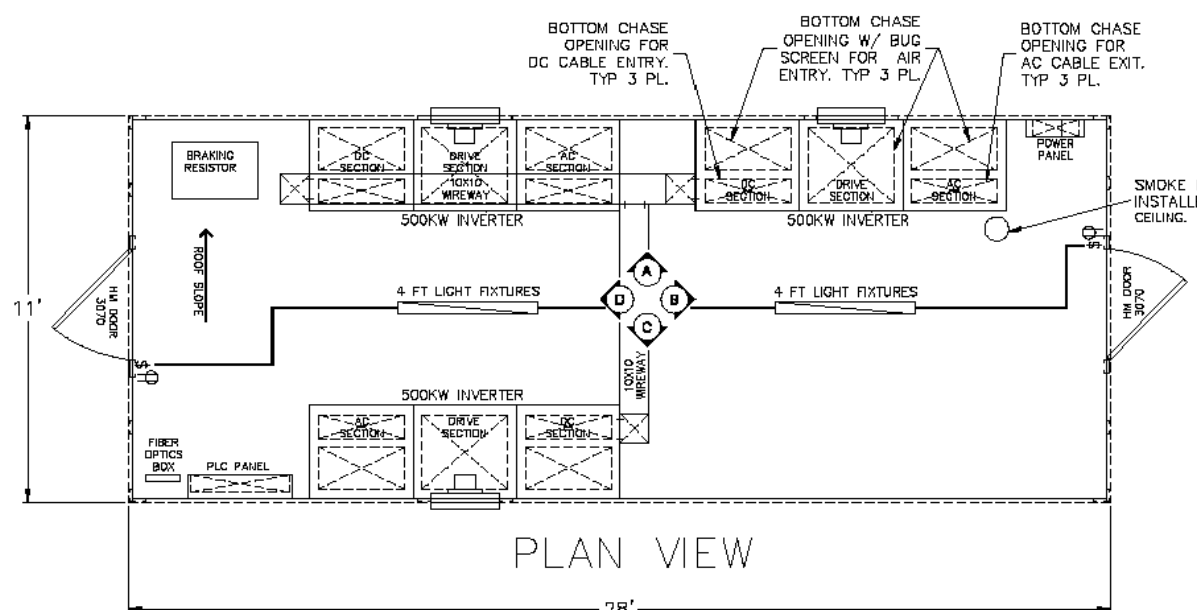 BOTTOM CHASE
OPENING FOR
DC CABLE ENTRY.
TYP 3 PL.
BOTTOM CHASE
OPENING W/ BUG
SCREEN FOR AIR
ENTRY. TYP 3 PL.
BOTTOM CHASE
OPENING FOR
AC CABLE EXIT.
TYP 3 PL.
BRAKING
RESISTOR
DC
SECTION
DRIVE
SECTION
10X10
WIREWAY
AC
SECTION
500KW INVERTER
DC
SECTION
DRIVE
SECTION
AC
SECTION
500KW INVERTER
POWER
PANEL
SMOKE
INSTALL
CEILING.
ROOF SLOPE
11'
HM DOOR
3070
4 FT LIGHT FIXTURES
A
D
B
C
4 FT LIGHT FIXTURES
HM DOOR
3070
S
S
10X10
WIREWAY
500KW INVERTER
AC
SECTION
DRIVE
SECTION
DC
SECTION
FIBER
OPTICS
BOX
PLC PANEL
PLAN VIEW
28'